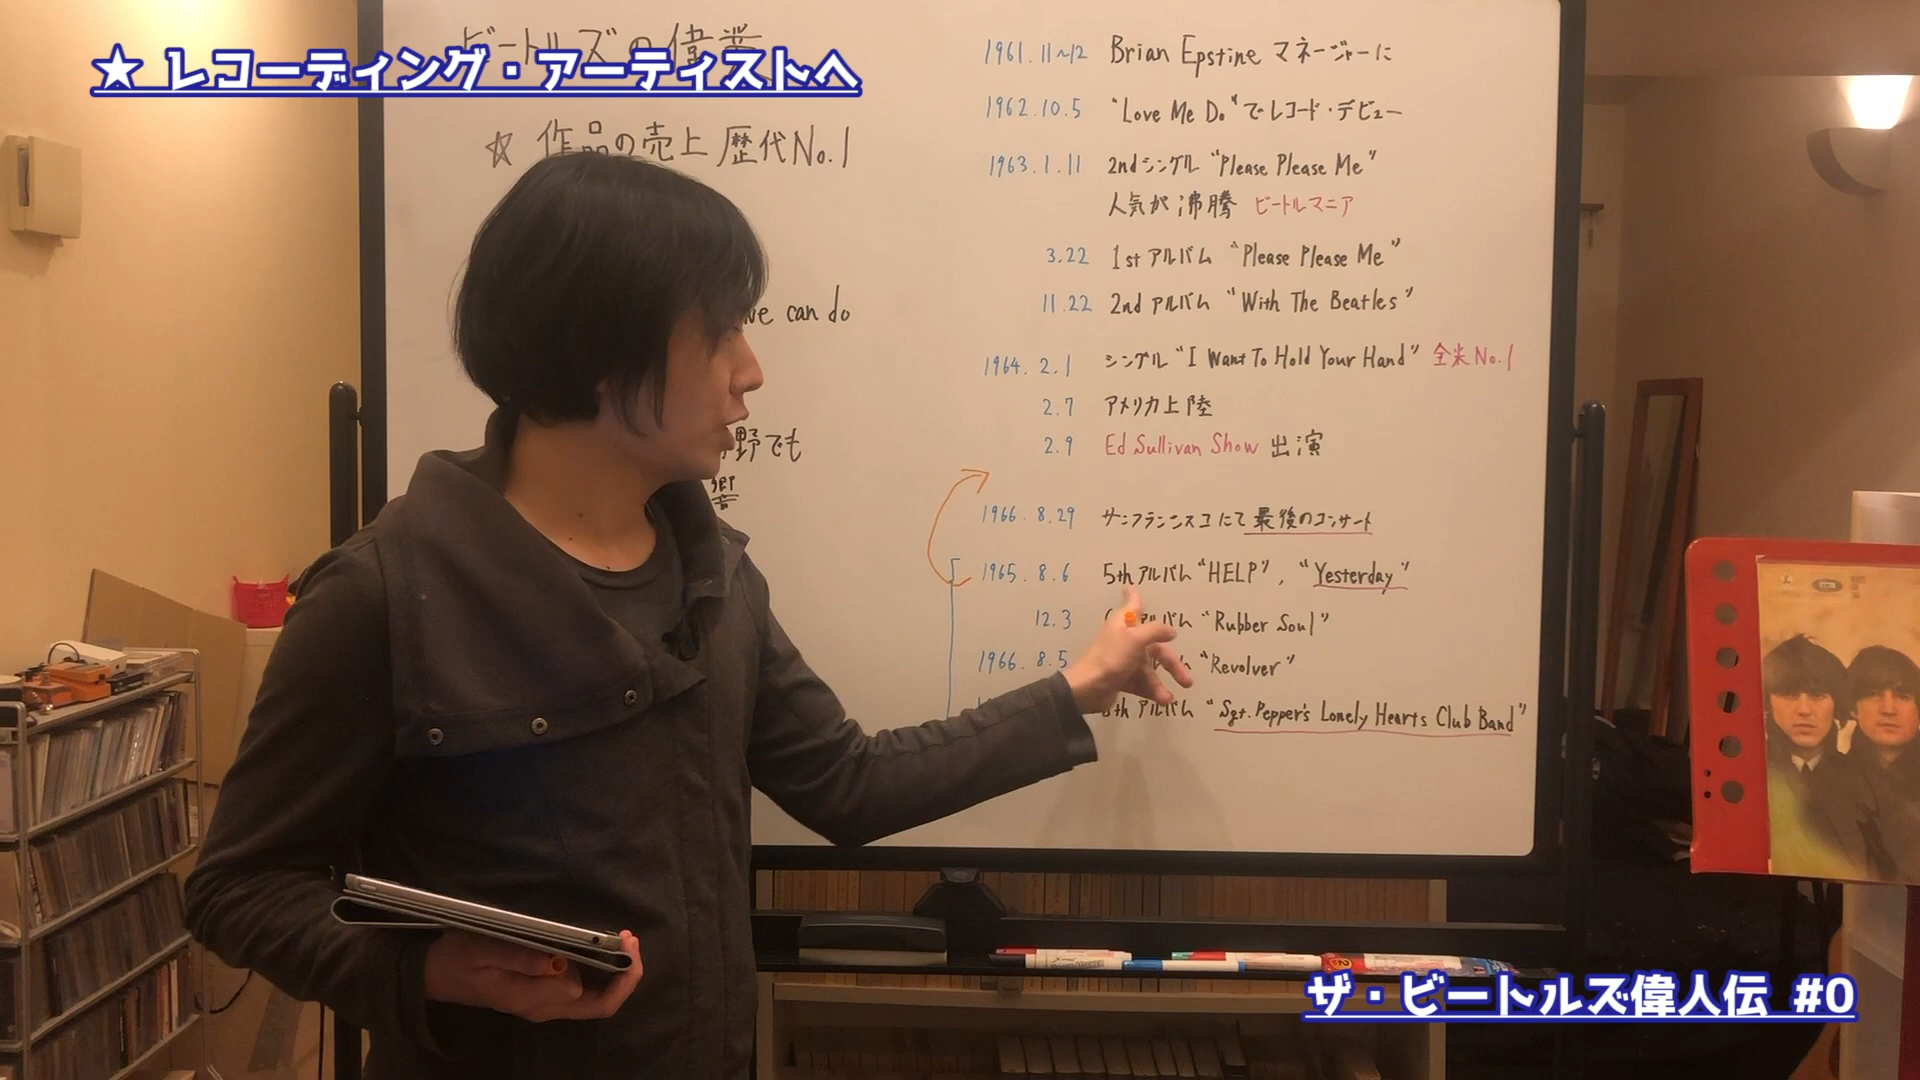 ★ レコーディング・アーティストへ
ビートルズの偉業
☆ 作品の売上 歴代No.1
we can do
野でも
響
1961.11~12 Brian Epstine マネージャーに
1962.10.5 "Love Me Do"でレコード・デビュー
1963.1.11 2ndシングル "Please Please Me"
人気が沸騰 ビートルマニア
3.22 1stアルバム "Please Please Me"
11.22 2ndアルバム "With The Beatles"
1964.2.1 シングル "I Want To Hold Your Hand" 全米No.1
2.7 アメリカ上陸
2.9 Ed Sullivan Show 出演
1966.8.29 サンフランシスコにて最後のコンサート
1965.8.6 5thアルバム "HELP", "Yesterday"
12.3 アルバム "Rubber Soul"
1966.8.5 "Revolver"
8th アルバム "Sgt.Pepper's Lonely Hearts Club Band"
ザ・ビートルズ偉人伝 #0